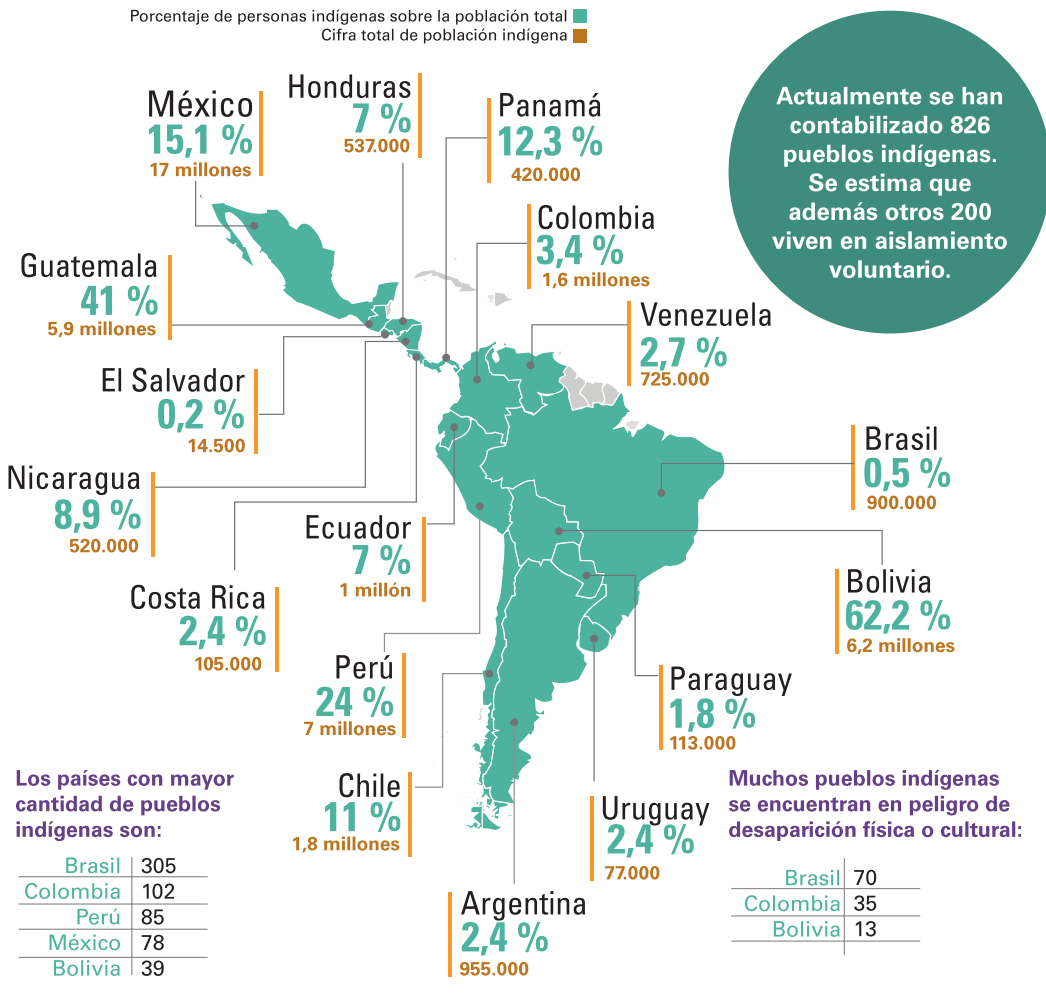 Porcentaje de personas indígenas sobre la población total
Cifra total de población indígena
México
15,1 %
17 millones
Honduras
7 %
537.000
Panamá
12,3 %
420.000
Actualmente se han
contabilizado 826
pueblos indígenas.
Se estima que
además otros 200
viven en aislamiento
voluntario.
Colombia
3,4 %
1,6 millones
Guatemala
41 %
5,9 millones
Venezuela
2,7 %
725.000
El Salvador
0,2 %
14.500
Brasil
0,5 %
900.000
Nicaragua
8,9 %
520.000
Ecuador
7 %
1 millón
Bolivia
62,2 %
6,2 millones
Costa Rica
2,4 %
105.000
Perú
24 %
7 millones
Paraguay
1,8 %
113.000
Chile
11 %
1,8 millones
Uruguay
2,4 %
77.000
Argentina
2,4 %
955.000
Los países con mayor
cantidad de pueblos
indígenas son:
Brasil 305
Colombia 102
Perú 85
México 78
Bolivia 39
Muchos pueblos indígenas
se encuentran en peligro de
desaparición física o cultural:
Brasil 70
Colombia 35
Bolivia 13